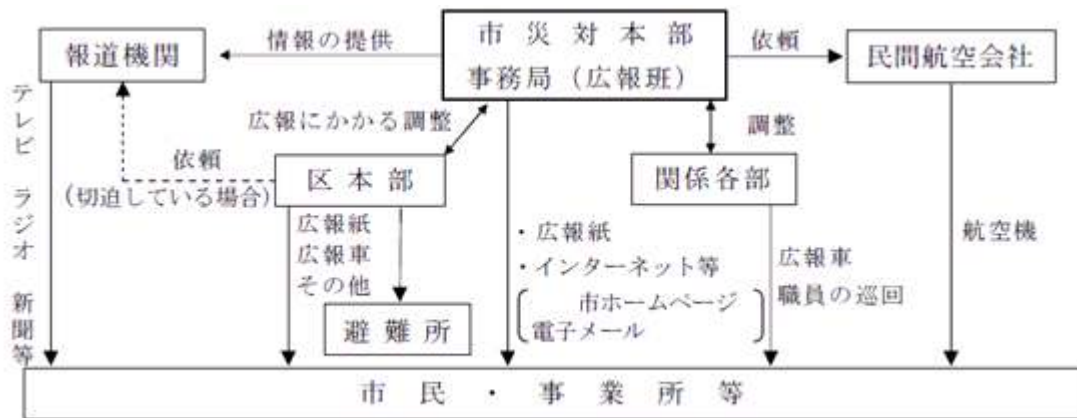 市災対本部
事務局（広報班）
報道機関
情報の提供
依頼
民間航空会社
広報にかかる調整
調整
依頼
(切迫している場合)
区本部
関係各部
テレビ ラジオ 新聞等
広報紙
広報車
その他
避難所
・広報紙
・インターネット等
市ホームページ
電子メール
広報車
職員の巡回
航空機
市民・事業所等